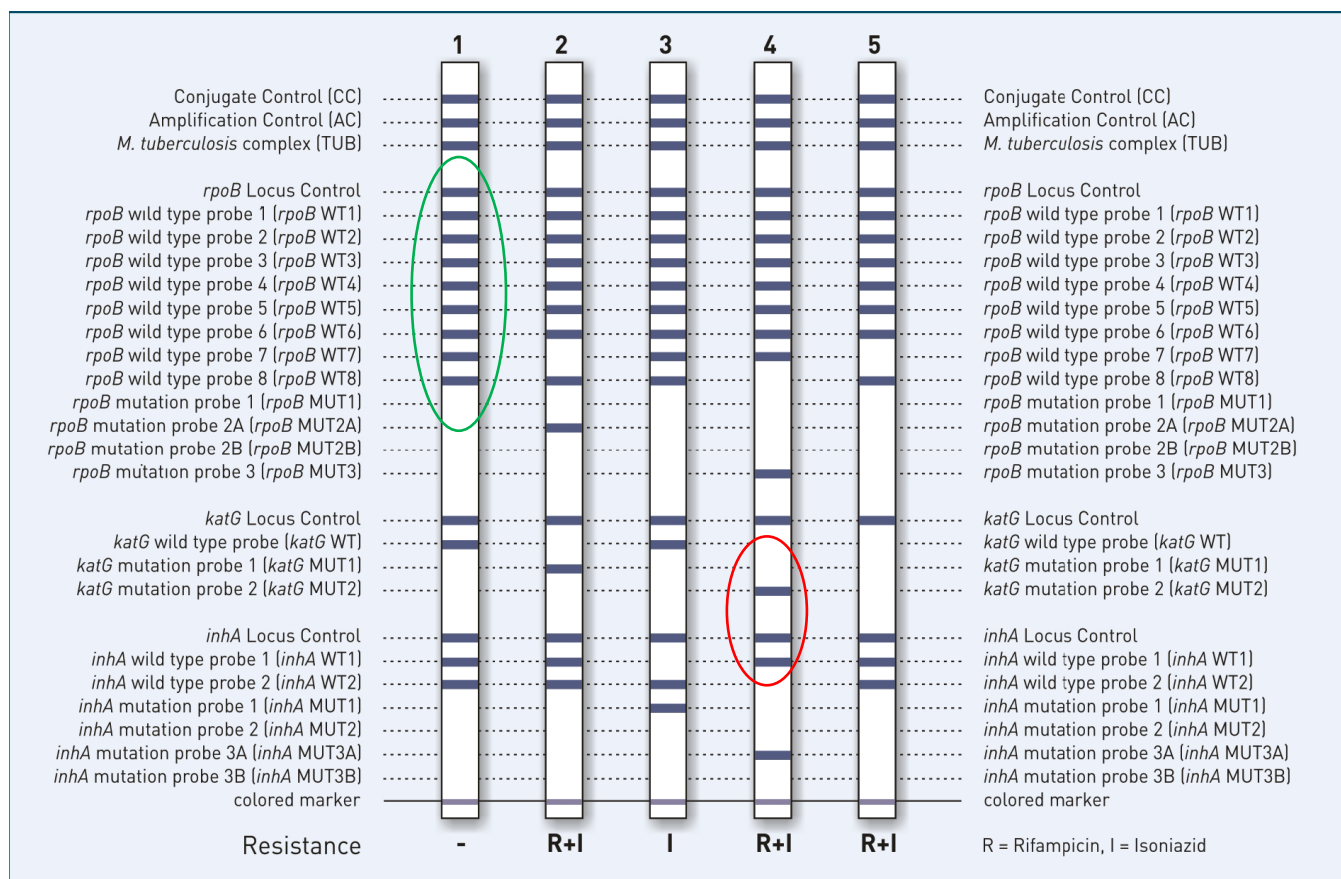 1 2 3 4 5
Conjugate Control (CC) Conjugate Control (CC)
Amplification Control (AC) Amplification Control (AC)
M. tuberculosis complex (TUB) M. tuberculosis complex (TUB)
rpoB Locus Control rpoB Locus Control
rpoB wild type probe 1 (rpoB WT1) rpoB wild type probe 1 (rpoB WT1)
rpoB wild type probe 2 (rpoB WT2) rpoB wild type probe 2 (rpoB WT2)
rpoB wild type probe 3 (rpoB WT3) rpoB wild type probe 3 (rpoB WT3)
rpoB wild type probe 4 (rpoB WT4) rpoB wild type probe 4 (rpoB WT4)
rpoB wild type probe 5 (rpoB WT5) rpoB wild type probe 5 (rpoB WT5)
rpoB wild type probe 6 (rpoB WT6) rpoB wild type probe 6 (rpoB WT6)
rpoB wild type probe 7 (rpoB WT7) rpoB wild type probe 7 (rpoB WT7)
rpoB wild type probe 8 (rpoB WT8) rpoB wild type probe 8 (rpoB WT8)
rpoB mutation probe 1 (rpoB MUT1) rpoB mutation probe 1 (rpoB MUT1)
rpoB mutation probe 2A (rpoB MUT2A) rpoB mutation probe 2A (rpoB MUT2A)
rpoB mutation probe 2B (rpoB MUT2B) rpoB mutation probe 2B (rpoB MUT2B)
rpoB mutation probe 3 (rpoB MUT3) rpoB mutation probe 3 (rpoB MUT3)
katG Locus Control katG Locus Control
katG wild type probe (katG WT) katG wild type probe (katG WT)
katG mutation probe 1 (katG MUT1) katG mutation probe 1 (katG MUT1)
katG mutation probe 2 (katG MUT2) katG mutation probe 2 (katG MUT2)
inhA Locus Control inhA Locus Control
inhA wild type probe 1 (inhA WT1) inhA wild type probe 1 (inhA WT1)
inhA wild type probe 2 (inhA WT2) inhA wild type probe 2 (inhA WT2)
inhA mutation probe 1 (inhA MUT1) inhA mutation probe 1 (inhA MUT1)
inhA mutation probe 2 (inhA MUT2) inhA mutation probe 2 (inhA MUT2)
inhA mutation probe 3A (inhA MUT3A) inhA mutation probe 3A (inhA MUT3A)
inhA mutation probe 3B (inhA MUT3B) inhA mutation probe 3B (inhA MUT3B)
colored marker colored marker
Resistance - R+I I R+I R+I R = Rifampicin, I = Isoniazid